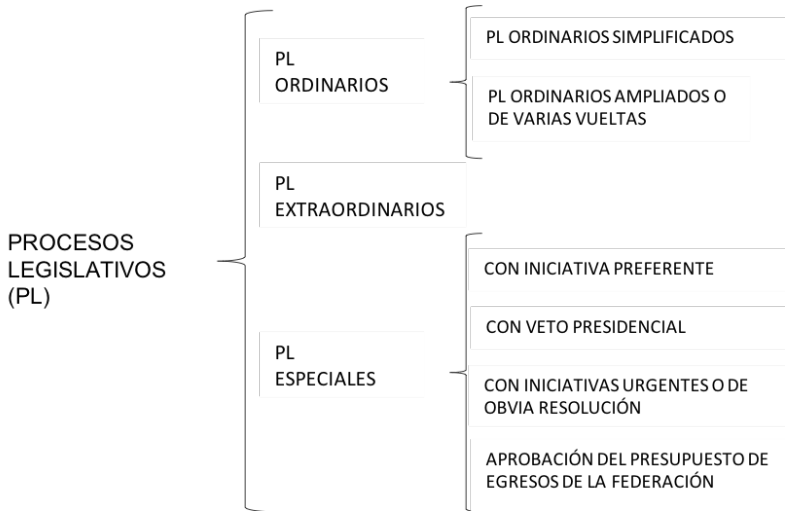 PROCESOS
LEGISLATIVOS
(PL)
PL
ORDINARIOS
PL ORDINARIOS SIMPLIFICADOS
PL ORDINARIOS AMPLIADOS O
DE VARIAS VUELTAS
PL
EXTRAORDINARIOS
PL
ESPECIALES
CON INICIATIVA PREFERENTE
CON VETO PRESIDENCIAL
CON INICIATIVAS URGENTES O DE
OBVIA RESOLUCIÓN
APROBACIÓN DEL PRESUPUESTO DE
EGRESOS DE LA FEDERACIÓN